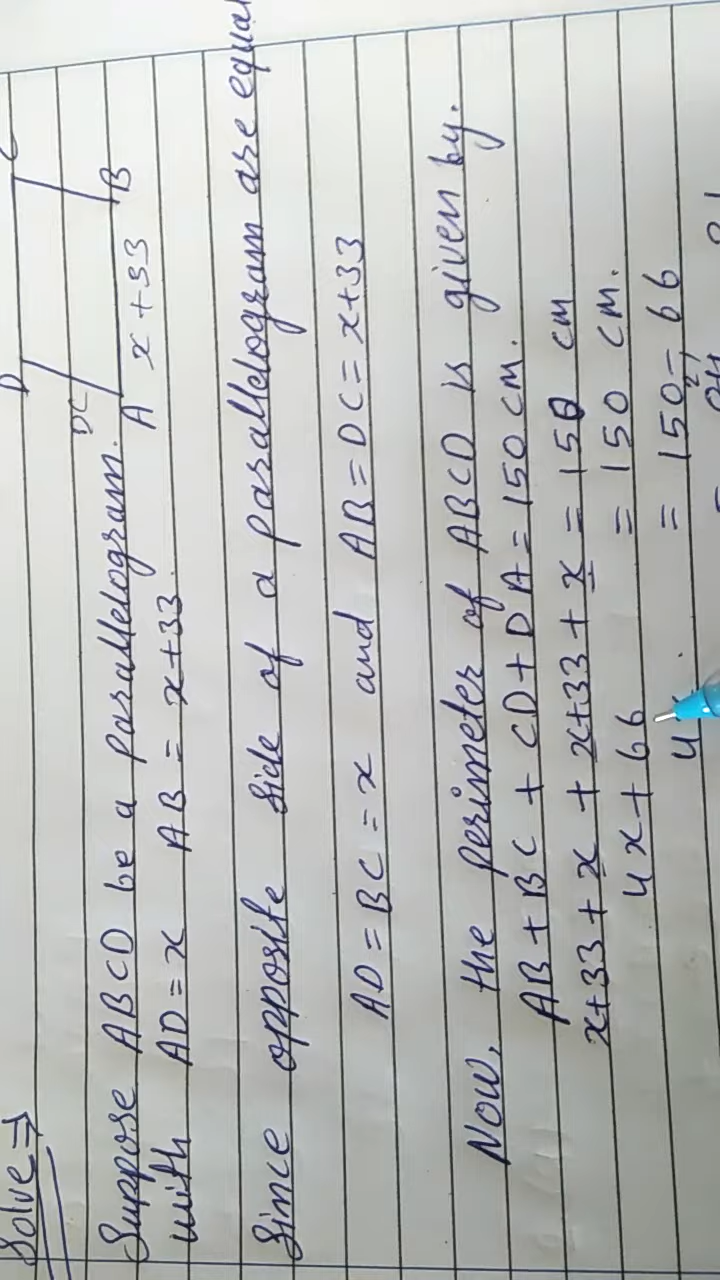 Solve ⇒
D C
DC
A x+33 B
Suppose ABCD be a parallelogram.
with AD = x AB = x+33.
Since opposite side of a parallelogram are equal
AD = BC = x and AB = DC = x+33
Now, the perimeter of ABCD is given by.
AB + BC + CD + DA = 150 cm.
x+33 + x + x+33 + x = 150 cm
4x + 66 = 150 cm.
4 = 150 - 66